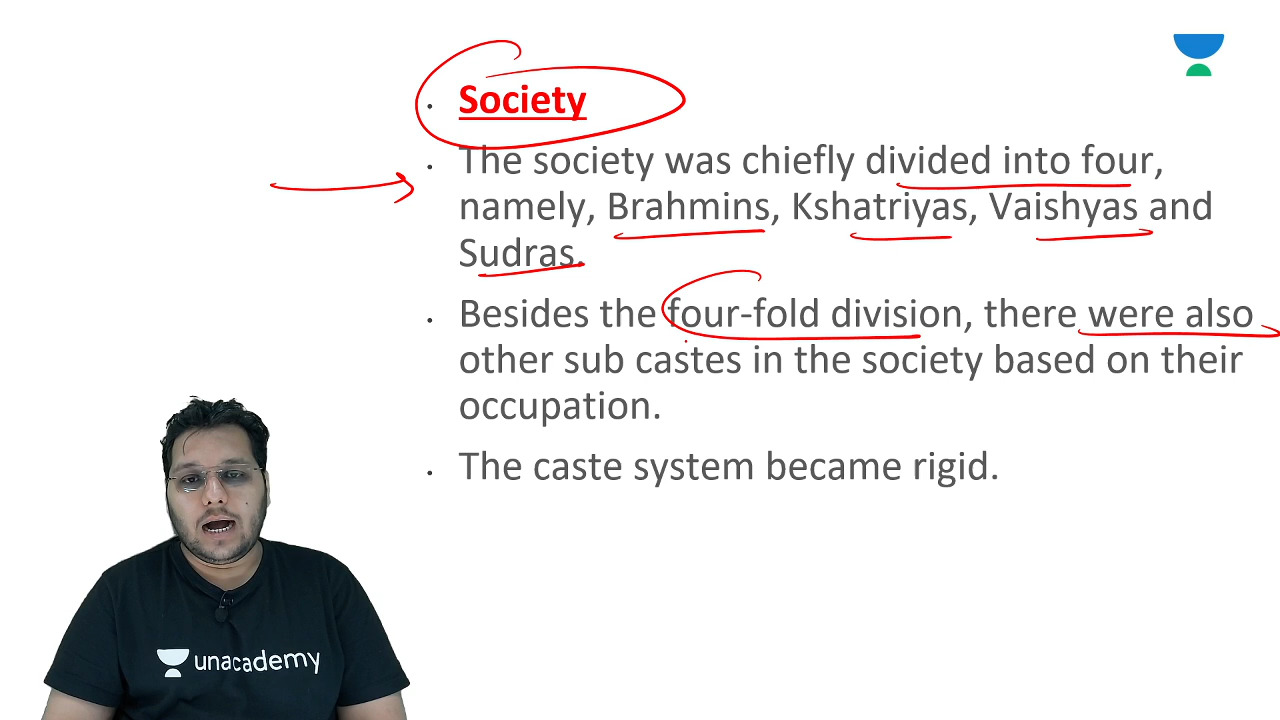 Society
The society was chiefly divided into four,
namely, Brahmins, Kshatriyas, Vaishyas and
Sudras.
Besides the four-fold division, there were also
other sub castes in the society based on their
occupation.
The caste system became rigid.
unacademy